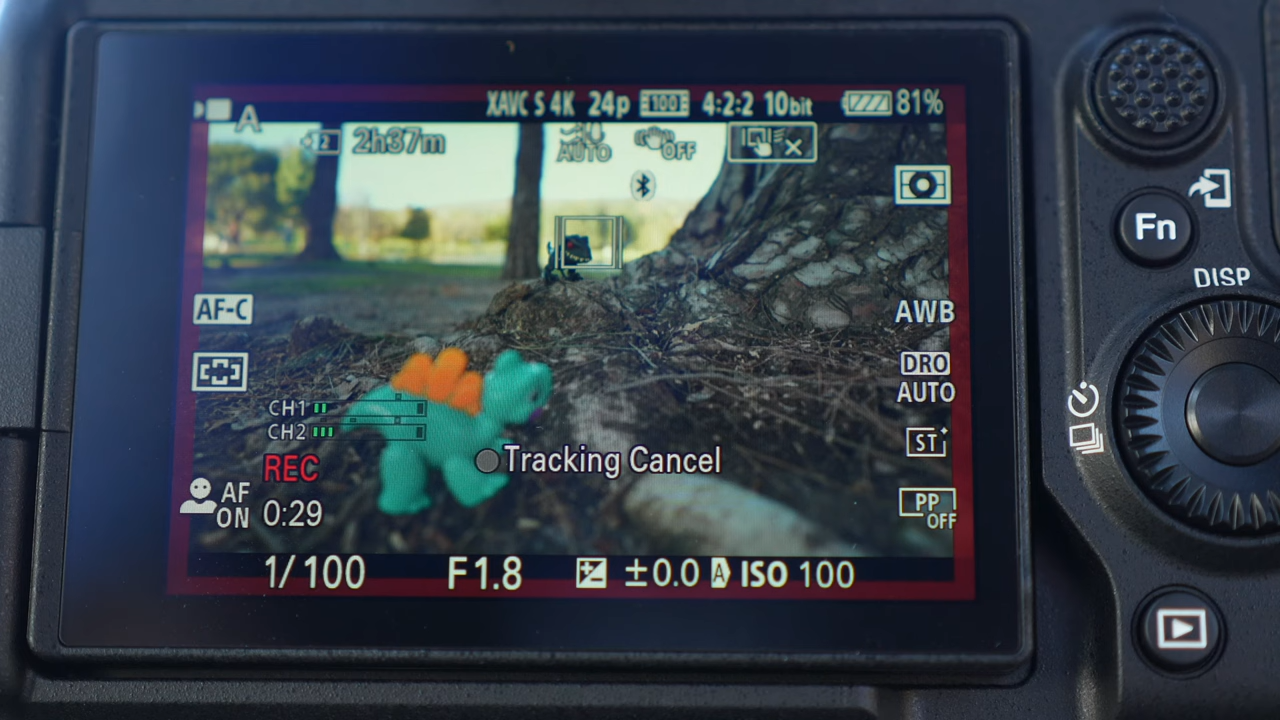 XAVC S 4K 24p 100 4:2:2 10bit 81%
A
2 2h37m AUTO OFF
Fn
DISP
AF-C
AWB
DRO
AUTO
CH1
CH2
ST
Tracking Cancel
REC
AF
ON
0:29
PP
OFF
1/100 F1.8 ±0.0 A ISO 100